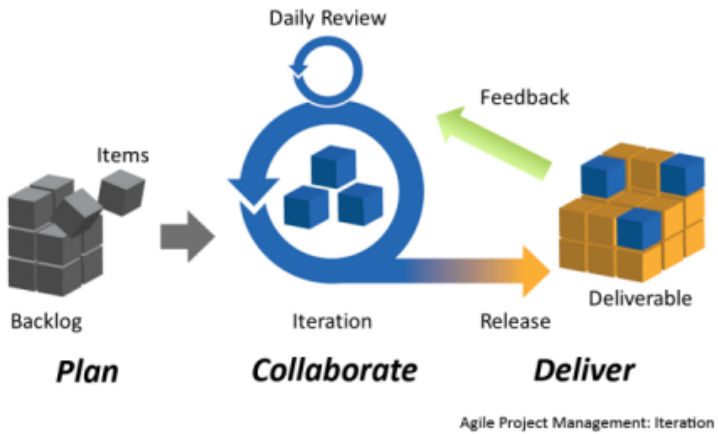 Daily Review
Feedback
Items
Deliverable
Backlog
Iteration
Release
Plan
Collaborate
Deliver
Agile Project Management: Iteration